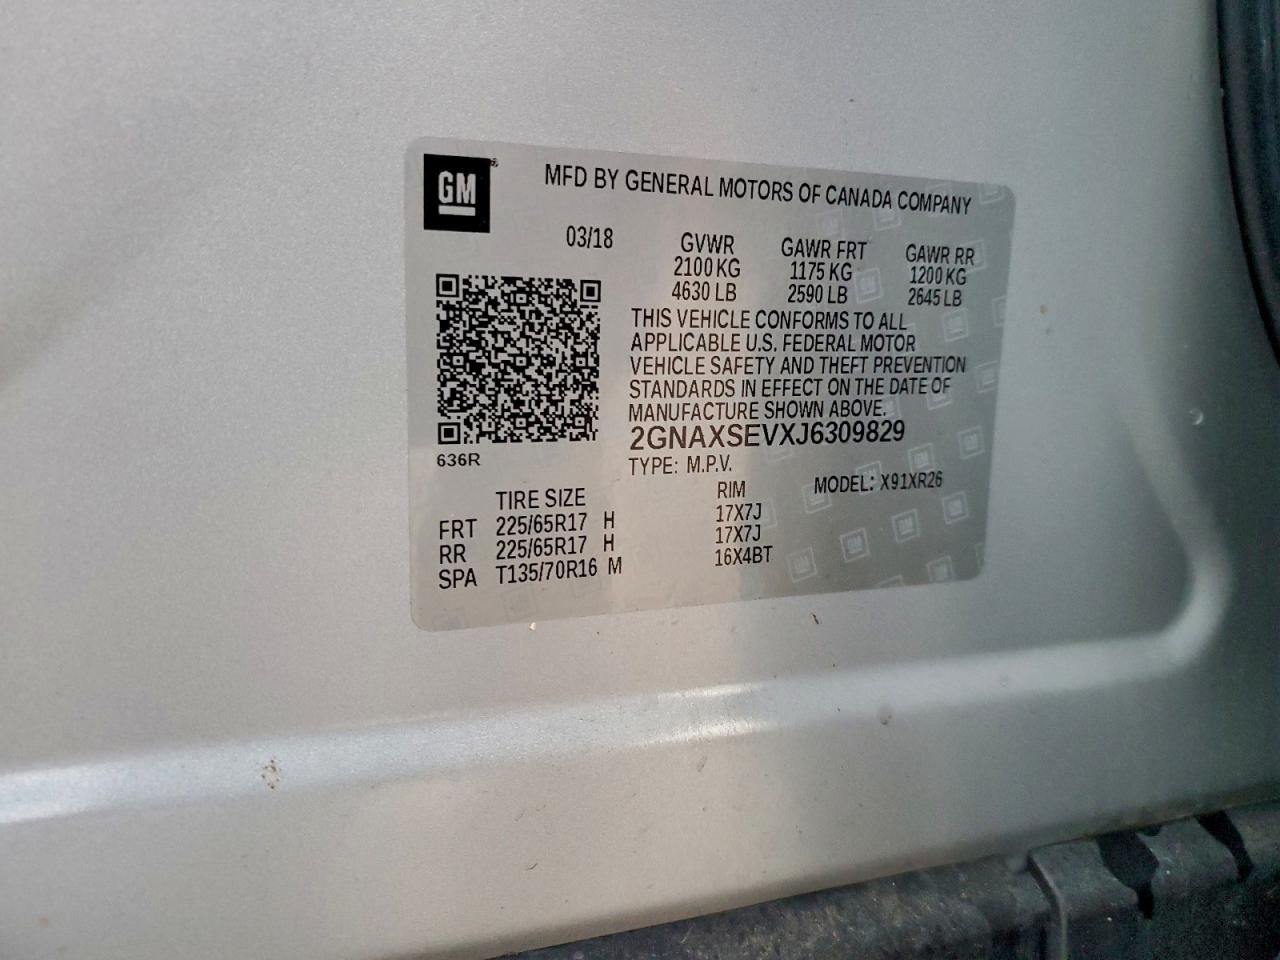 GM
MFD BY GENERAL MOTORS OF CANADA COMPANY
03/18
GVWR GAWR FRT GAWR RR
2100 KG 1175 KG 1200 KG
4630 LB 2590 LB 2645 LB
THIS VEHICLE CONFORMS TO ALL
APPLICABLE U.S. FEDERAL MOTOR
VEHICLE SAFETY AND THEFT PREVENTION
STANDARDS IN EFFECT ON THE DATE OF
MANUFACTURE SHOWN ABOVE.
2GNAXSEVXJ6309829
636R
TYPE: M.P.V. MODEL: X91XR26
TIRE SIZE RIM
FRT 225/65R17 H 17X7J
RR 225/65R17 H 17X7J
SPA T135/70R16 M 16X4BT